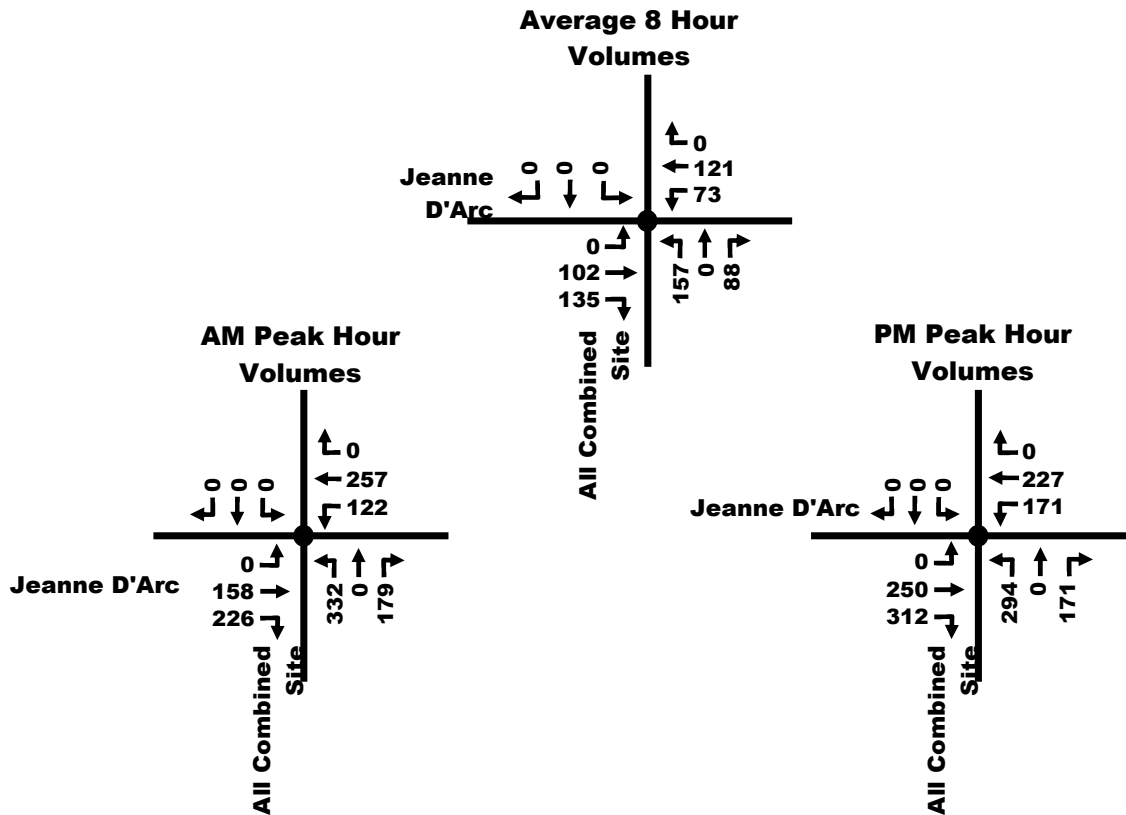 Average 8 Hour
Volumes
0
121
73
0
0
0
Jeanne
D'Arc
0
102
135
157
0
88
All Combined
Site
AM Peak Hour
Volumes
0
257
122
0
0
0
Jeanne D'Arc
0
158
226
332
0
179
All Combined
Site
PM Peak Hour
Volumes
0
227
171
0
0
0
Jeanne D'Arc
0
250
312
294
0
171
All Combined
Site